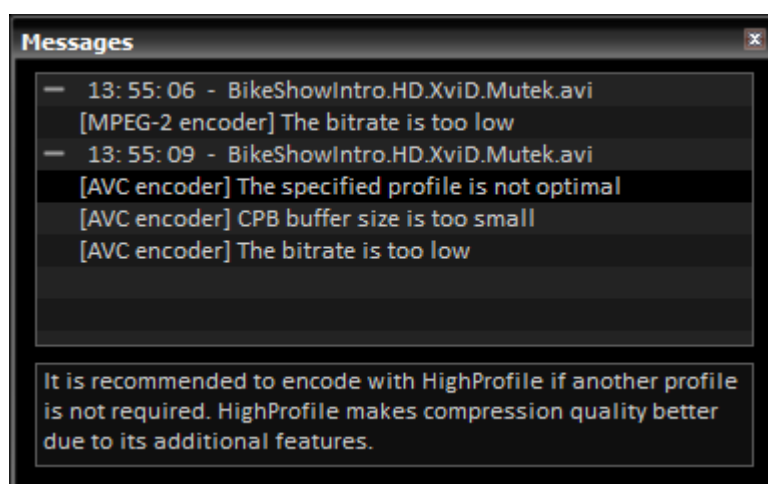 Messages
13:55:06 - BikeShowIntro.HD.XviD.Mutek.avi
[MPEG-2 encoder] The bitrate is too low
13:55:09 - BikeShowIntro.HD.XviD.Mutek.avi
[AVC encoder] The specified profile is not optimal
[AVC encoder] CPB buffer size is too small
[AVC encoder] The bitrate is too low
It is recommended to encode with HighProfile if another profile
is not required. HighProfile makes compression quality better
due to its additional features.